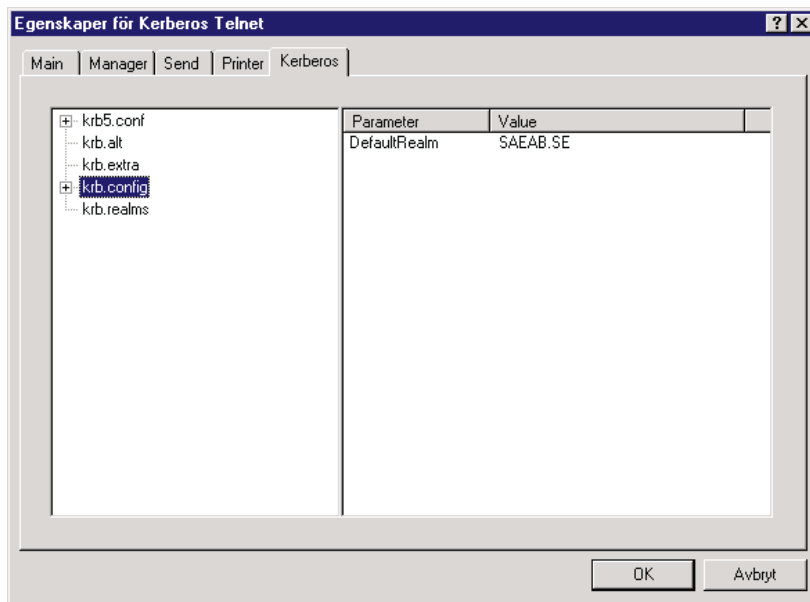 Egenskaper för Kerberos Telnet
Main Manager Send Printer Kerberos
krb5.conf
krb.alt
krb.extra
krb.config
krb.realms
Parameter Value
DefaultRealm SAEAB.SE
OK Avbryt